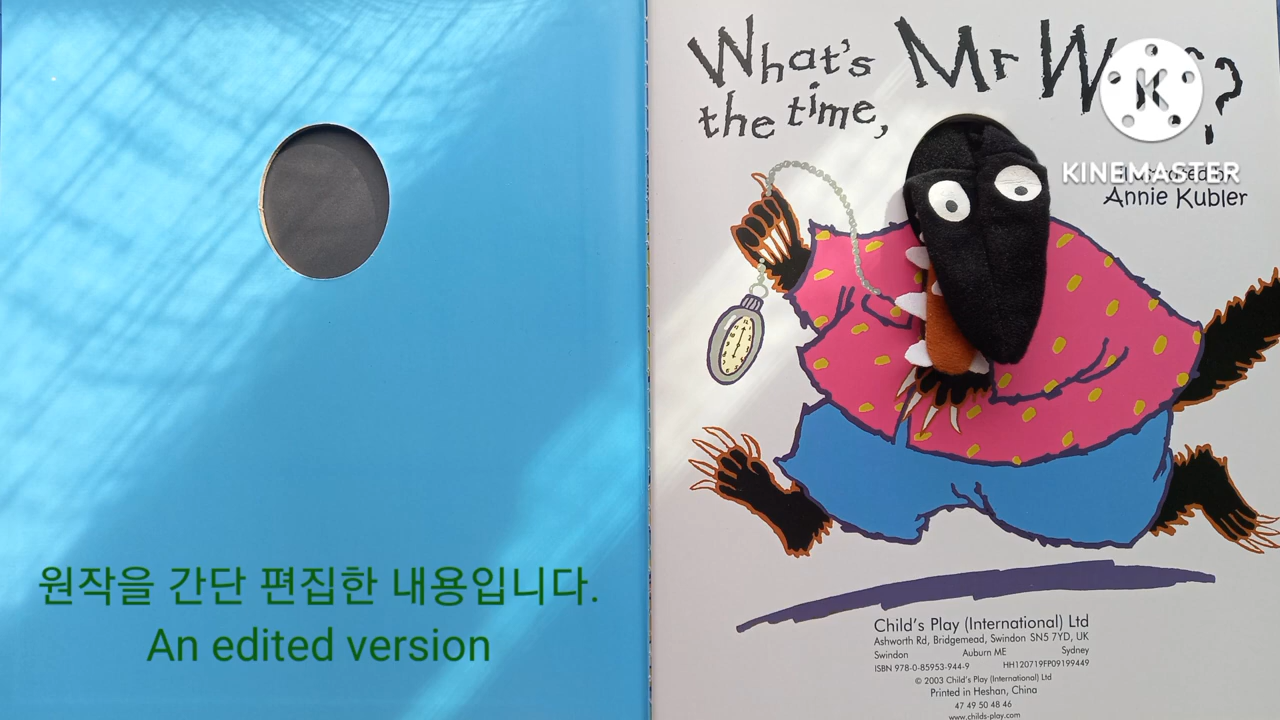 원작을 간단 편집한 내용입니다.
An edited version
What's
the time,
Mr W ?
K
KINEMASTER
Annie Kubler
Child's Play (International) Ltd
Ashworth Rd, Bridgemead, Swindon SN5 7YD, UK
Swindon Auburn ME Sydney
ISBN 978-0-85953-944-9 HH120719FP09199449
© 2003 Child's Play (International) Ltd
Printed in Heshan, China
47 49 50 48 46
www.childs-play.com